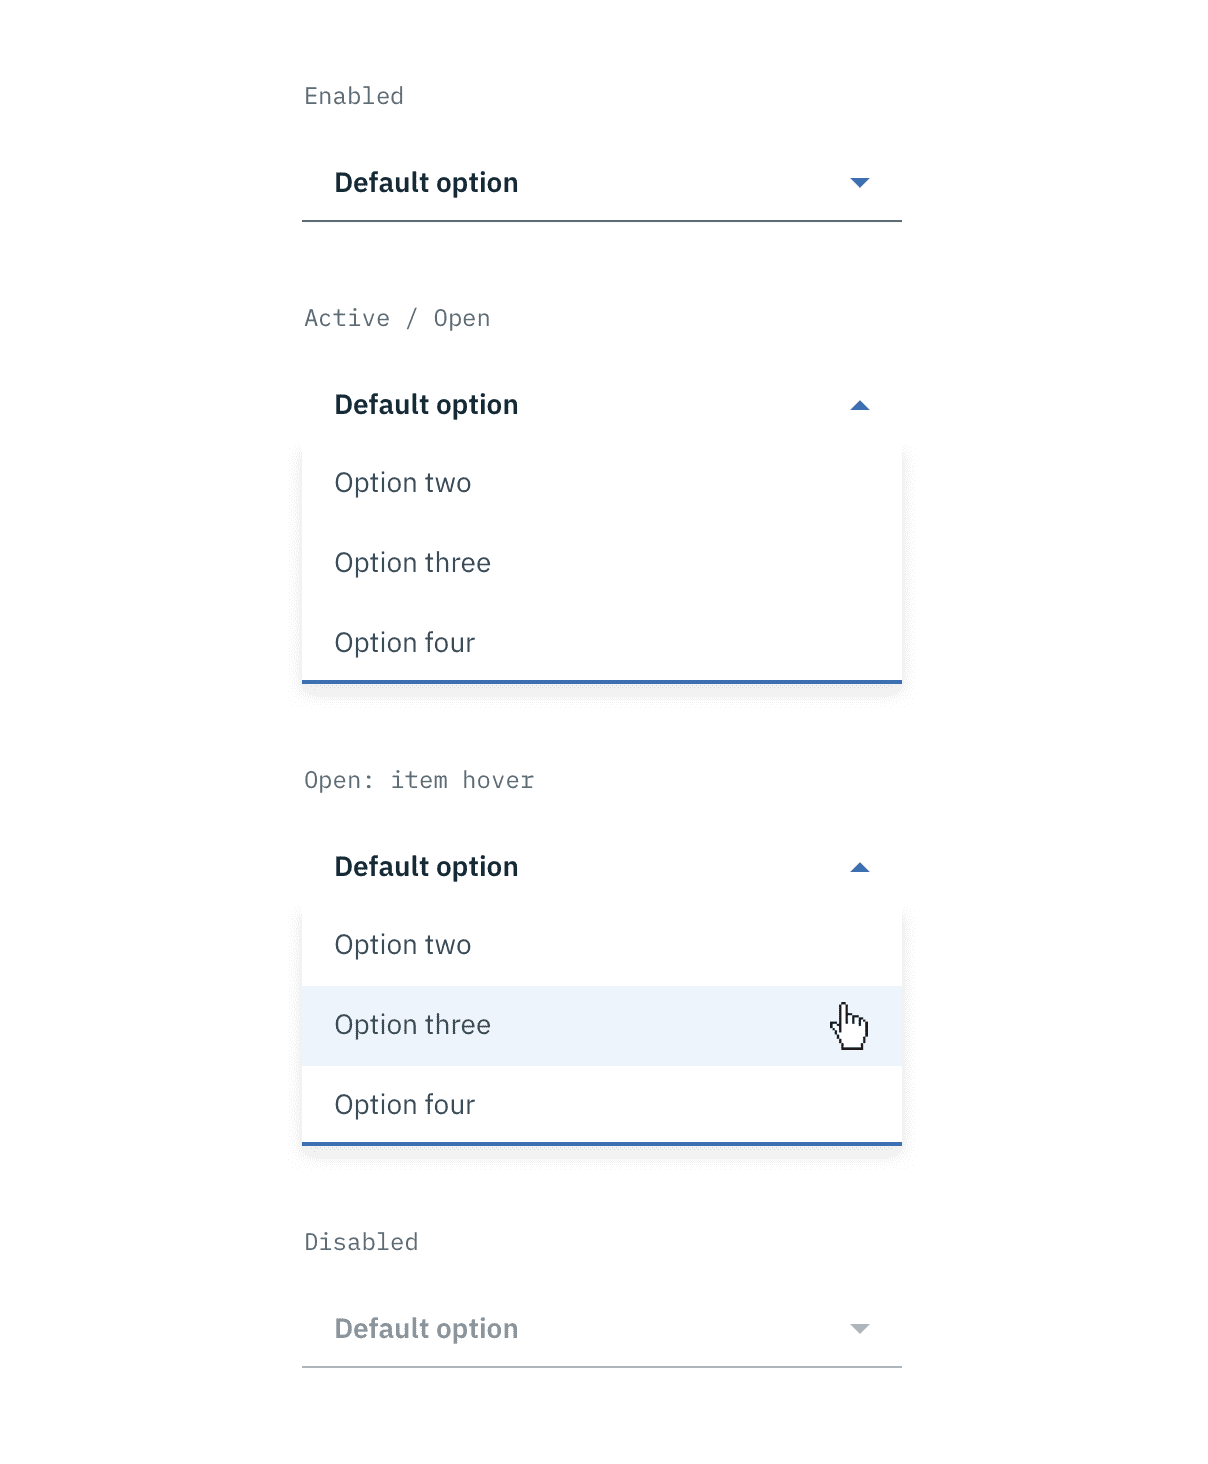 Enabled
Default option
Active / Open
Default option
Option two
Option three
Option four
Open: item hover
Default option
Option two
Option three
Option four
Disabled
Default option